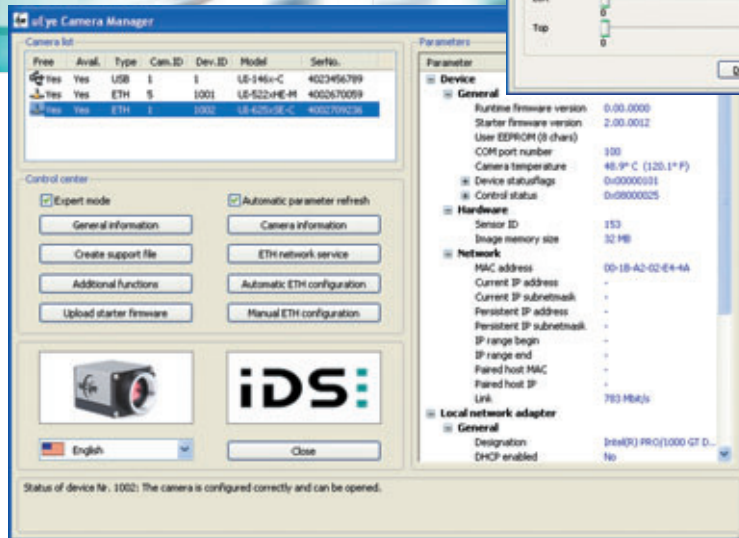 uEye Camera Manager
Camera list
Free Avail. Type Cam.ID Dev.ID Model SerNo.
Yes Yes USB 1 1 UI-146x-C 4023456789
Yes Yes ETH 5 1001 UI-522xHE-M 4002670059
Yes Yes ETH 1 1002 UI-625xSE-C 4002709236
Control center
Expert mode
Automatic parameter refresh
General information
Camera information
Create support file
ETH network service
Additional functions
Automatic ETH configuration
Upload starter firmware
Manual ETH configuration
iDS:
English
Close
Top
0
0
Parameters
Parameter
Device
General
Runtime firmware version 0.00.0000
Starter firmware version 2.00.0012
User EEPROM (8 chars)
COM port number 100
Camera temperature 48.9° C (120.1° F)
Device statusflags 0x00000101
Control status 0x08000025
Hardware
Sensor ID 153
Image memory size 32 MB
Network
MAC address 00-1B-A2-02-E4-4A
Current IP address -
Current IP subnetmask -
Persistent IP address -
Persistent IP subnetmask -
IP range begin -
IP range end -
Paired host MAC -
Paired host IP -
Link 783 Mbit/s
Local network adapter
General
Designation Intel(R) PRO/1000 GT D...
DHCP enabled No
Status of device Nr. 1002: The camera is configured correctly and can be opened.